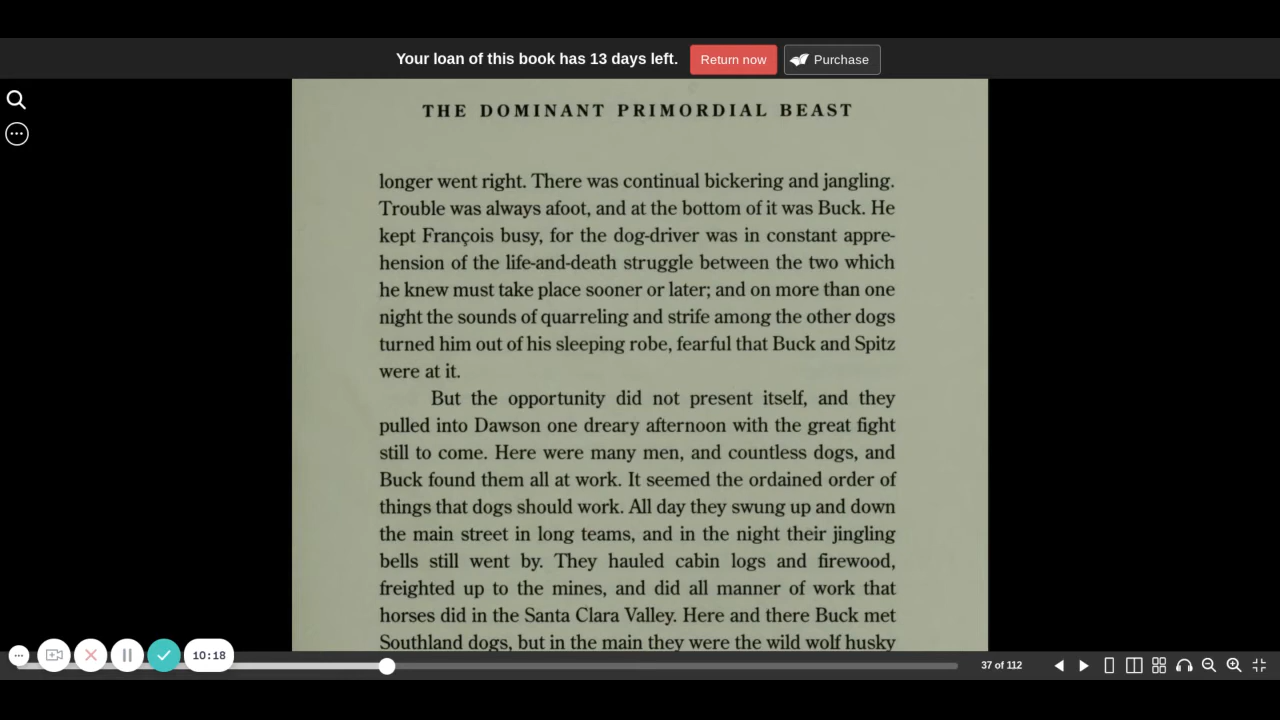 Your loan of this book has 13 days left. Return now Purchase
THE DOMINANT PRIMORDIAL BEAST
longer went right. There was continual bickering and jangling.
Trouble was always afoot, and at the bottom of it was Buck. He
kept François busy, for the dog-driver was in constant appre-
hension of the life-and-death struggle between the two which
he knew must take place sooner or later; and on more than one
night the sounds of quarreling and strife among the other dogs
turned him out of his sleeping robe, fearful that Buck and Spitz
were at it.
But the opportunity did not present itself, and they
pulled into Dawson one dreary afternoon with the great fight
still to come. Here were many men, and countless dogs, and
Buck found them all at work. It seemed the ordained order of
things that dogs should work. All day they swung up and down
the main street in long teams, and in the night their jingling
bells still went by. They hauled cabin logs and firewood,
freighted up to the mines, and did all manner of work that
horses did in the Santa Clara Valley. Here and there Buck met
Southland dogs, but in the main they were the wild wolf husky
10:18
37 of 112